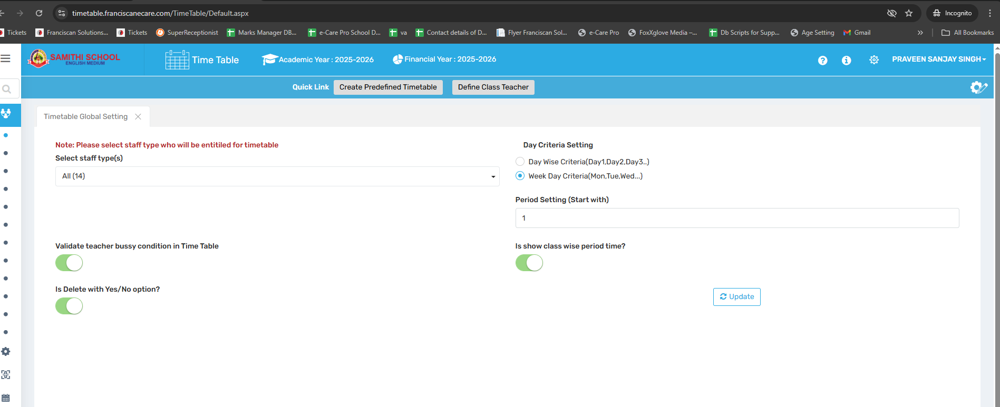 timetable.franciscanecare.com/TimeTable/Default.aspx
Incognito
Tickets
Franciscan Solutions...
Tickets
SuperReceptionist
Marks Manager DB...
e-Care Pro School D...
va
Contact details of D...
Flyer Franciscan Sol...
e-Care Pro
FoxXglove Media –...
Db Scripts for Supp...
Age Setting
Gmail
All Bookmarks
SAMITHI SCHOOL
ENGLISH MEDIUM
Time Table
Academic Year : 2025-2026
Financial Year : 2025-2026
PRAVEEN SANJAY SINGH
Quick Link
Create Predefined Timetable
Define Class Teacher
Timetable Global Setting
Note: Please select staff type who will be entitiled for timetable
Select staff type(s)
All (14)
Day Criteria Setting
Day Wise Criteria(Day1,Day2,Day3..)
Week Day Criteria(Mon,Tue,Wed...)
Period Setting (Start with)
1
Validate teacher bussy condition in Time Table
Is show class wise period time?
Is Delete with Yes/No option?
Update